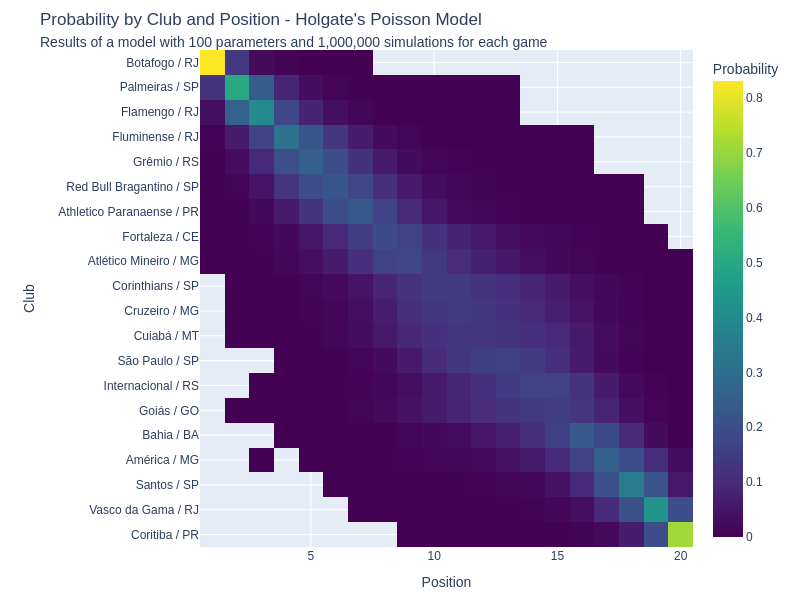 Probability by Club and Position - Holgate's Poisson Model
Results of a model with 100 parameters and 1,000,000 simulations for each game
Probability
Club
Botafogo / RJ
Palmeiras / SP
Flamengo / RJ
Fluminense / RJ
Grêmio / RS
Red Bull Bragantino / SP
Athletico Paranaense / PR
Fortaleza / CE
Atlético Mineiro / MG
Corinthians / SP
Cruzeiro / MG
Cuiabá / MT
São Paulo / SP
Internacional / RS
Goiás / GO
Bahia / BA
América / MG
Santos / SP
Vasco da Gama / RJ
Coritiba / PR
0.8
0.7
0.6
0.5
0.4
0.3
0.2
0.1
0
5 10 15 20
Position